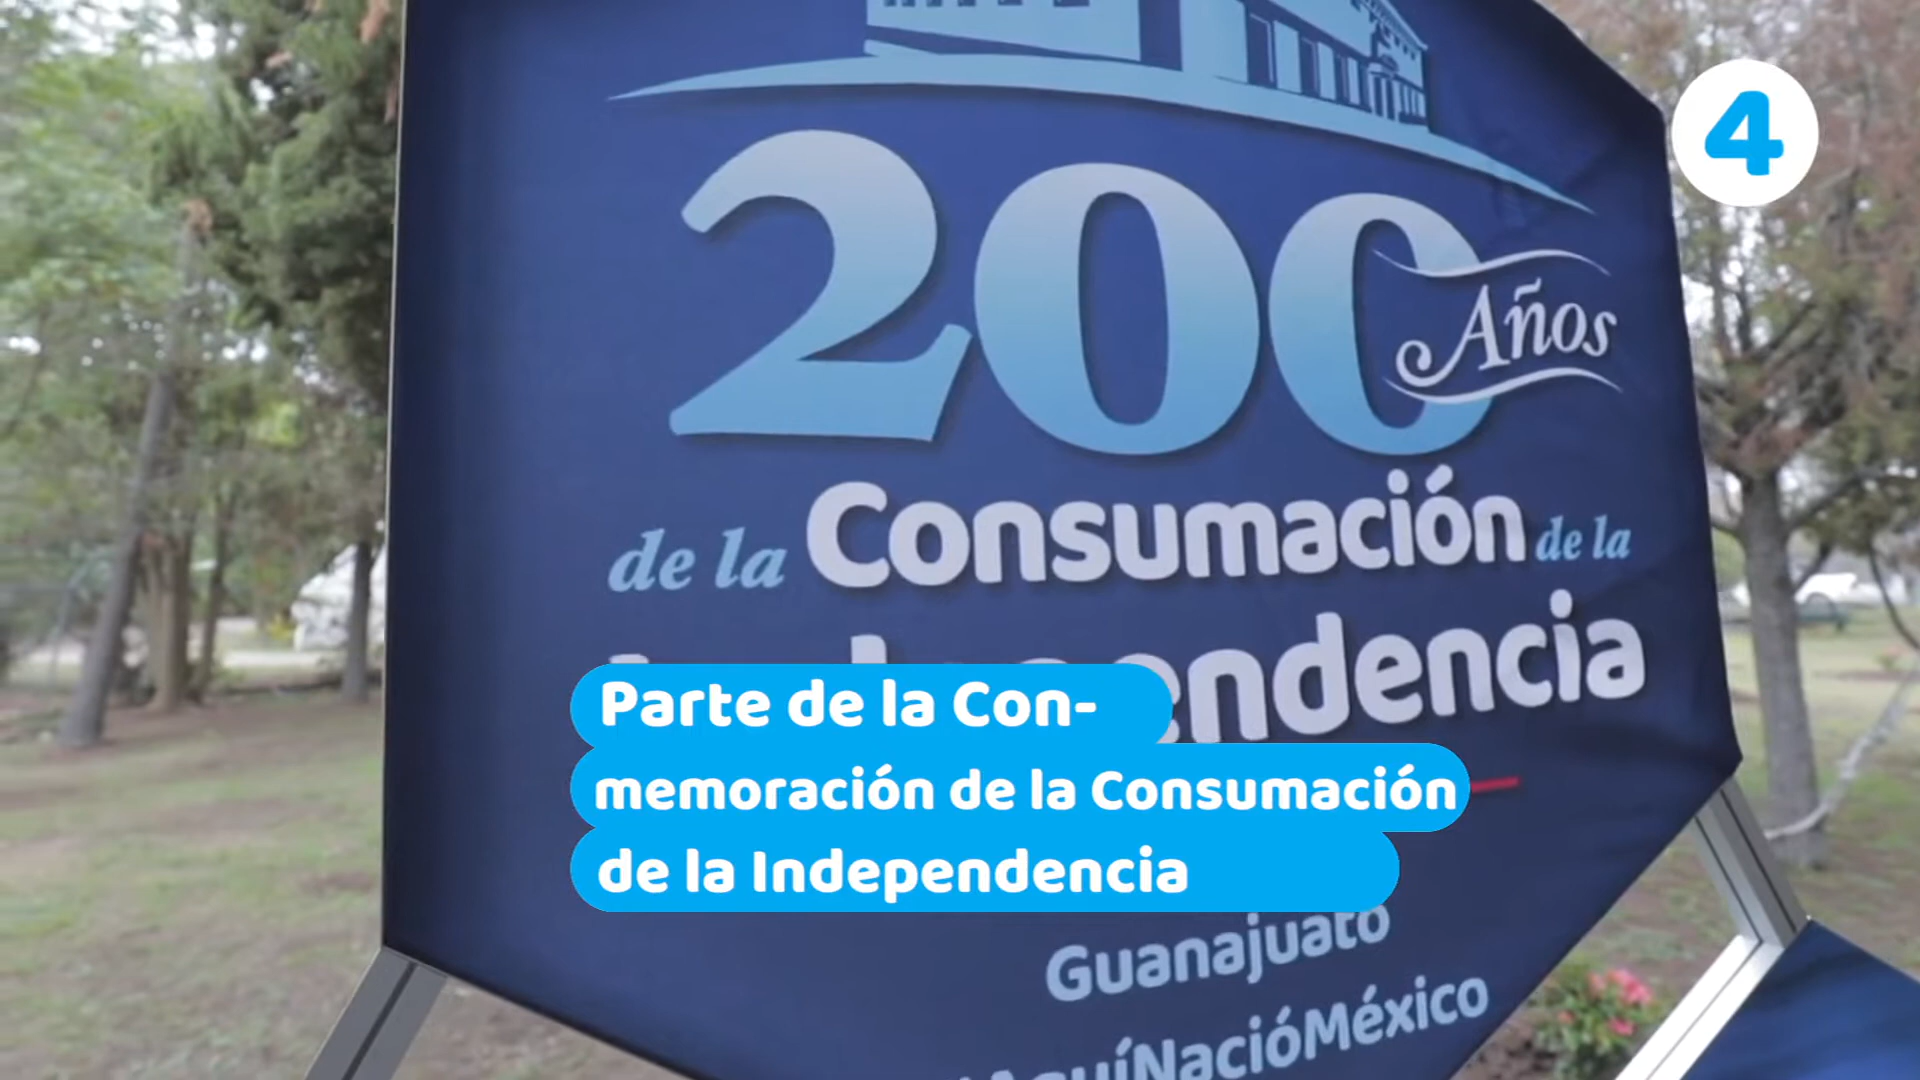 4
200
Años
de la Consumación de la
endencia
Parte de la Con-
memoración de la Consumación
de la Independencia
Guanajuato
AquíNacióMéxico